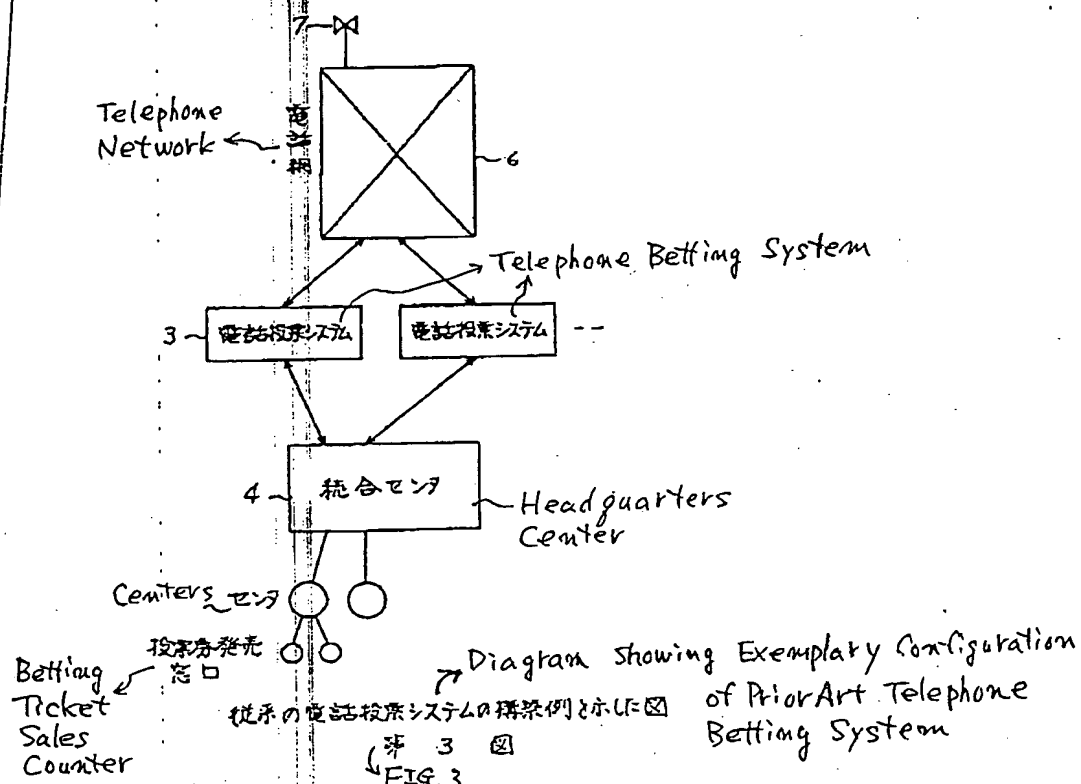 7
Telephone
Network
電話網
6
Telephone Betting System
3
電話投票システム
電話投票システム
--
4
統合センタ
Headquarters
Center
Centers
センタ
投票券発売
窓口
Betting
Ticket
Sales
Counter
Diagram Showing Exemplary Configuration
of Prior Art Telephone
Betting System
従来の電話投票システムの構築例を示した図
第 3 図
FIG. 3